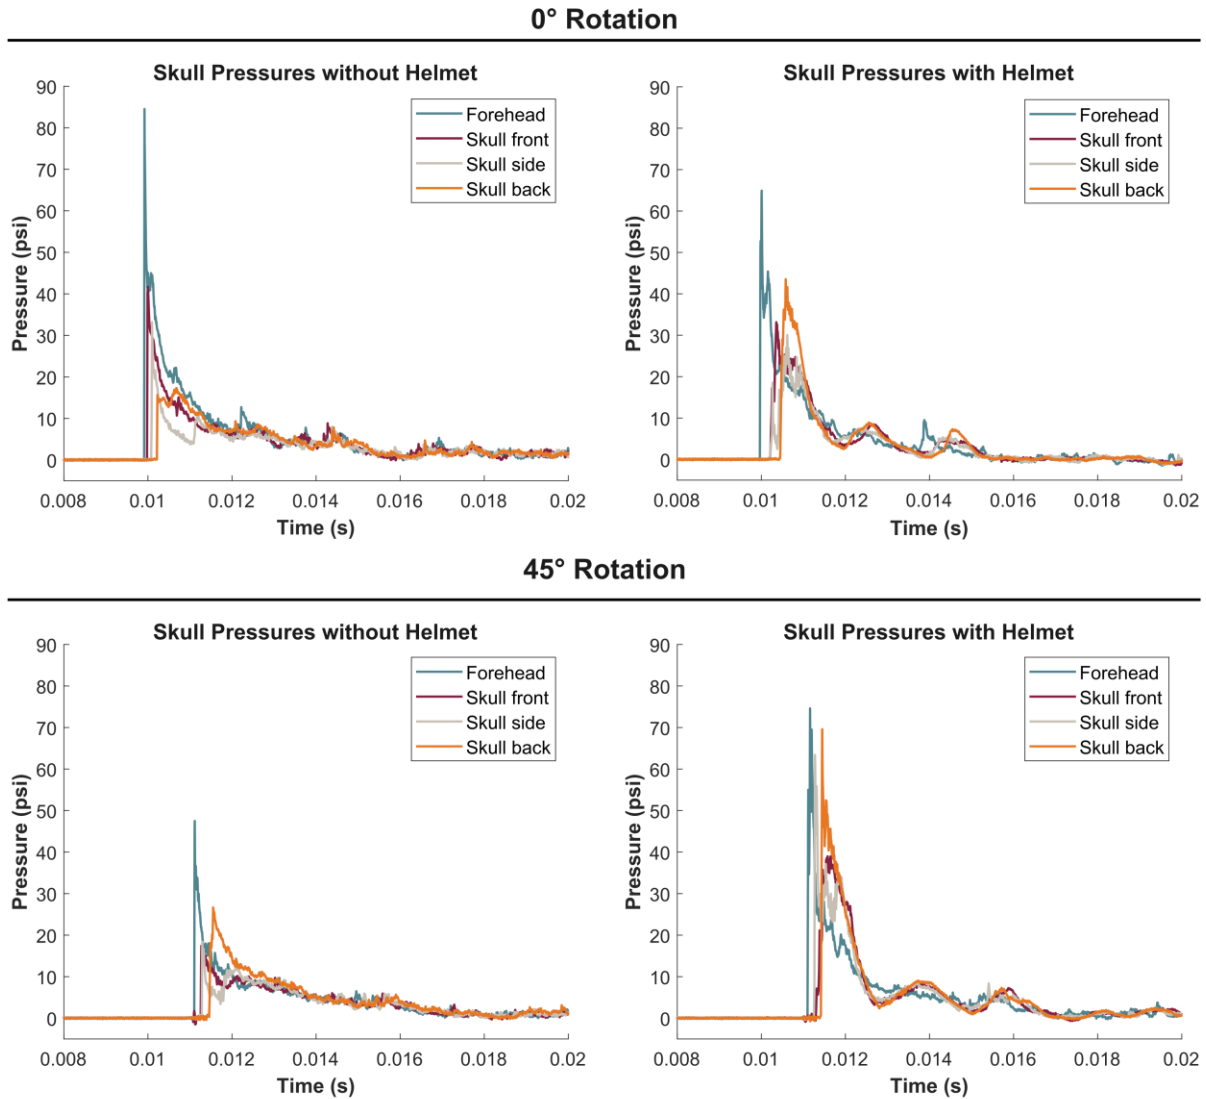 0° Rotation
Skull Pressures without Helmet
90
80
70
60
50
40
30
20
10
0
Pressure (psi)
Forehead
Skull front
Skull side
Skull back
0.008 0.01 0.012 0.014 0.016 0.018 0.02
Time (s)
Skull Pressures with Helmet
90
80
70
60
50
40
30
20
10
0
Pressure (psi)
Forehead
Skull front
Skull side
Skull back
0.008 0.01 0.012 0.014 0.016 0.018 0.02
Time (s)
45° Rotation
Skull Pressures without Helmet
90
80
70
60
50
40
30
20
10
0
Pressure (psi)
Forehead
Skull front
Skull side
Skull back
0.008 0.01 0.012 0.014 0.016 0.018 0.02
Time (s)
Skull Pressures with Helmet
90
80
70
60
50
40
30
20
10
0
Pressure (psi)
Forehead
Skull front
Skull side
Skull back
0.008 0.01 0.012 0.014 0.016 0.018 0.02
Time (s)